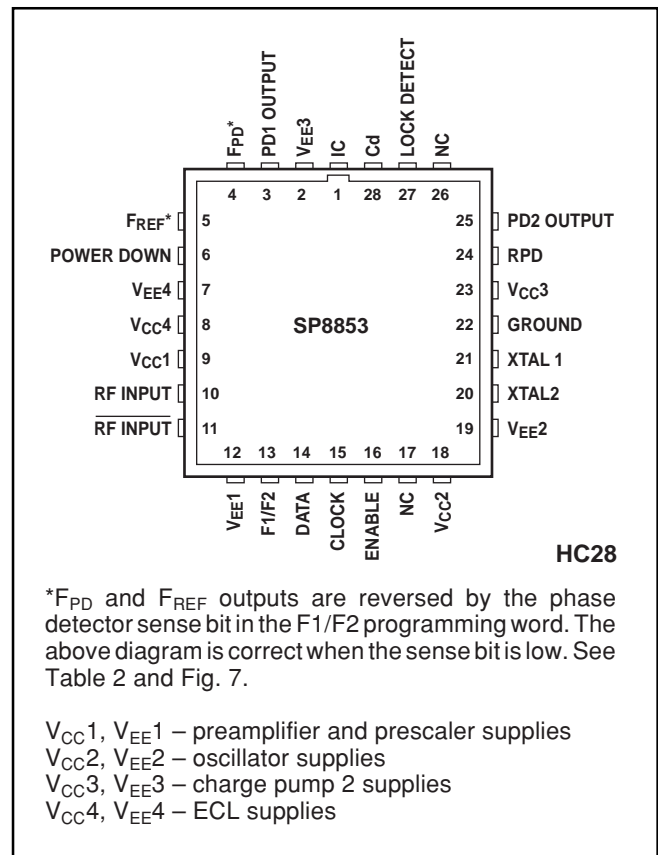 FPD*
PD1 OUTPUT
VEE3
IC
Cd
LOCK DETECT
NC
4 3 2 1 28 27 26
FREF* 5
POWER DOWN 6
VEE4 7
VCC4 8
VCC1 9
RF INPUT 10
RF INPUT 11
SP8853
25 PD2 OUTPUT
24 RPD
23 VCC3
22 GROUND
21 XTAL 1
20 XTAL2
19 VEE2
12 13 14 15 16 17 18
VEE1
F1/F2
DATA
CLOCK
ENABLE
NC
VCC2
HC28
*FPD and FREF outputs are reversed by the phase
detector sense bit in the F1/F2 programming word. The
above diagram is correct when the sense bit is low. See
Table 2 and Fig. 7.
VCC1, VEE1 – preamplifier and prescaler supplies
VCC2, VEE2 – oscillator supplies
VCC3, VEE3 – charge pump 2 supplies
VCC4, VEE4 – ECL supplies